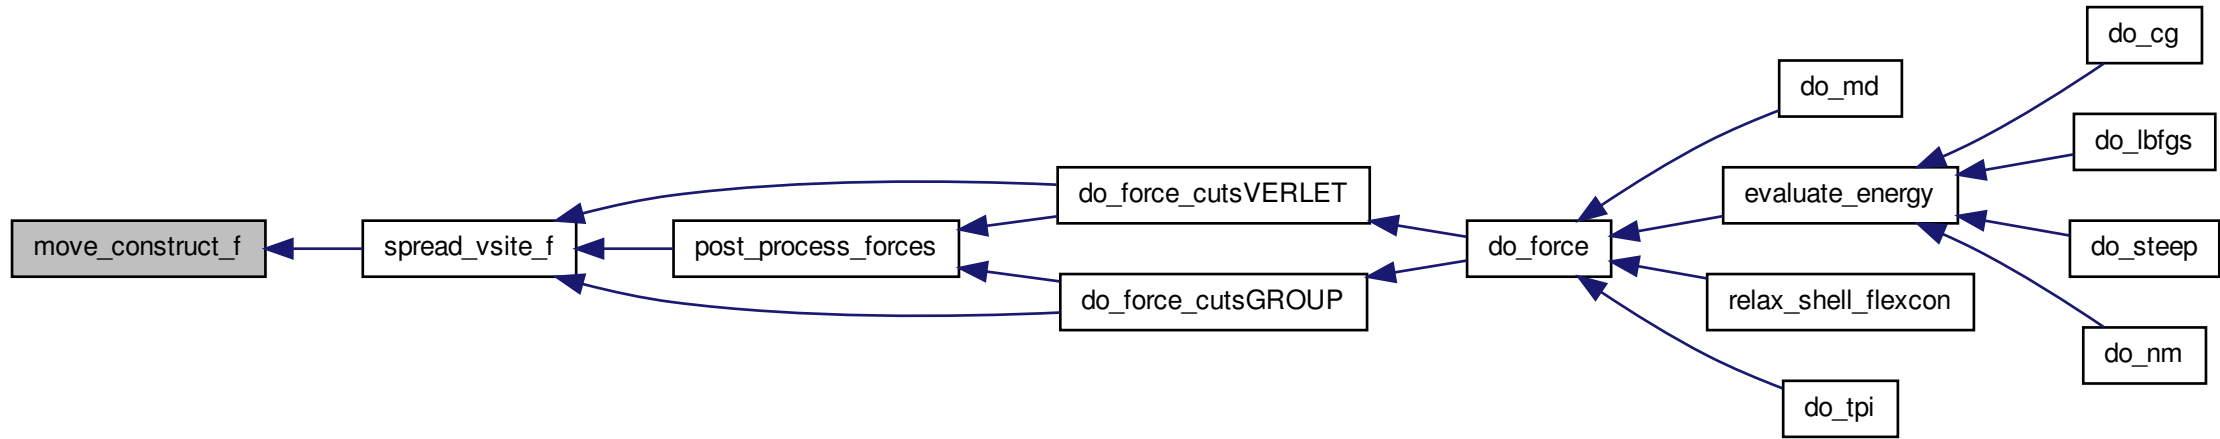 move_construct_f
spread_vsite_f
post_process_forces
do_force_cutsVERLET
do_force_cutsGROUP
do_force
do_md
evaluate_energy
relax_shell_flexcon
do_tpi
do_cg
do_lbfgs
do_steep
do_nm